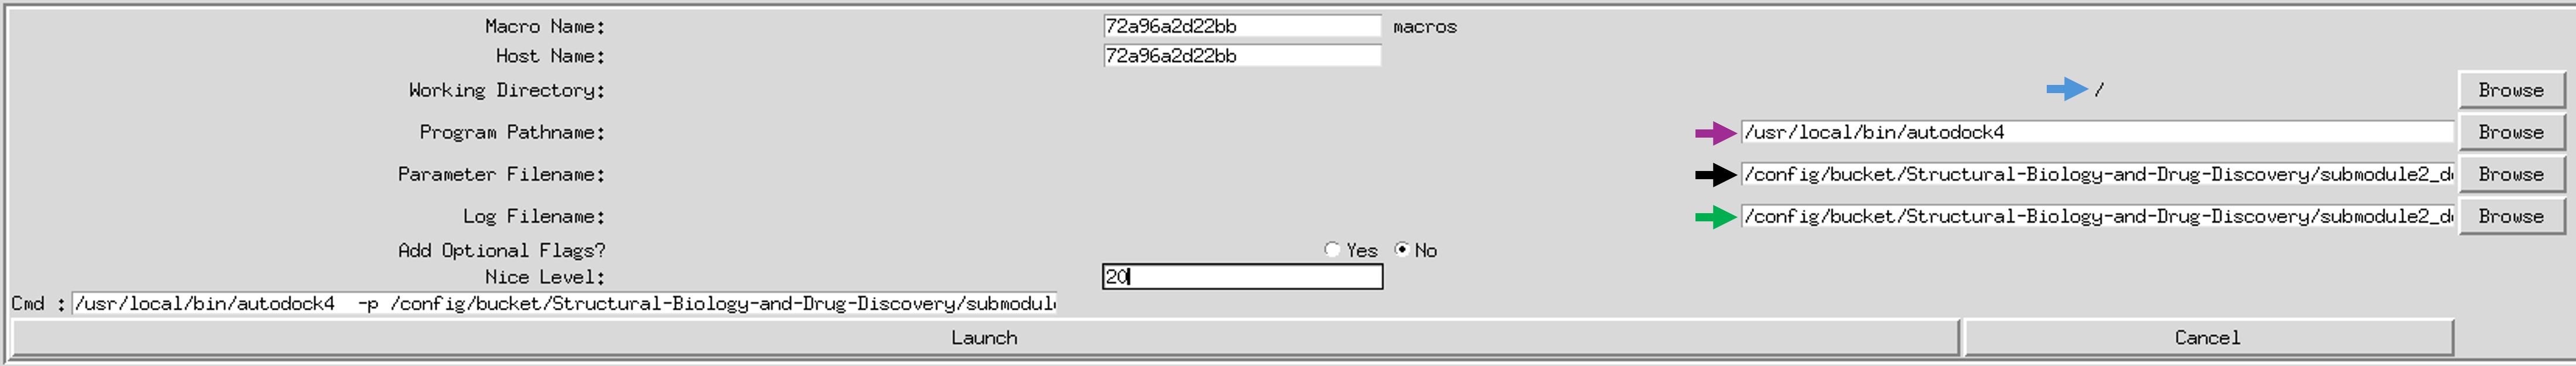 Macro Name: 72a96a2d22bb macros
Host Name: 72a96a2d22bb
Working Directory: / Browse
Program Pathname: /usr/local/bin/autodock4 Browse
Parameter Filename: /config/bucket/Structural-Biology-and-Drug-Discovery/submodule2_d Browse
Log Filename: /config/bucket/Structural-Biology-and-Drug-Discovery/submodule2_d Browse
Add Optional Flags? Yes No
Nice Level: 20
Cmd : /usr/local/bin/autodock4 -p /config/bucket/Structural-Biology-and-Drug-Discovery/submodul
Launch Cancel